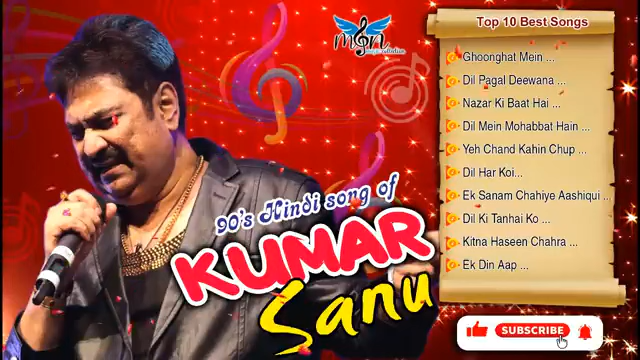 mgn
Top 10 Best Songs
Ghoonghat Mein ...
Dil Pagal Deewana ...
Nazar Ki Baat Hai ...
Dil Mein Mohabbat Hain ...
Yeh Chand Kahin Chup ...
Dil Har Koi...
Ek Sanam Chahiye Aashiqui ...
Dil Ki Tanhai Ko ...
Kitna Haseen Chahra ...
Ek Din Aap ...
90's Hindi song of
KUMAR
Sanu
SUBSCRIBE